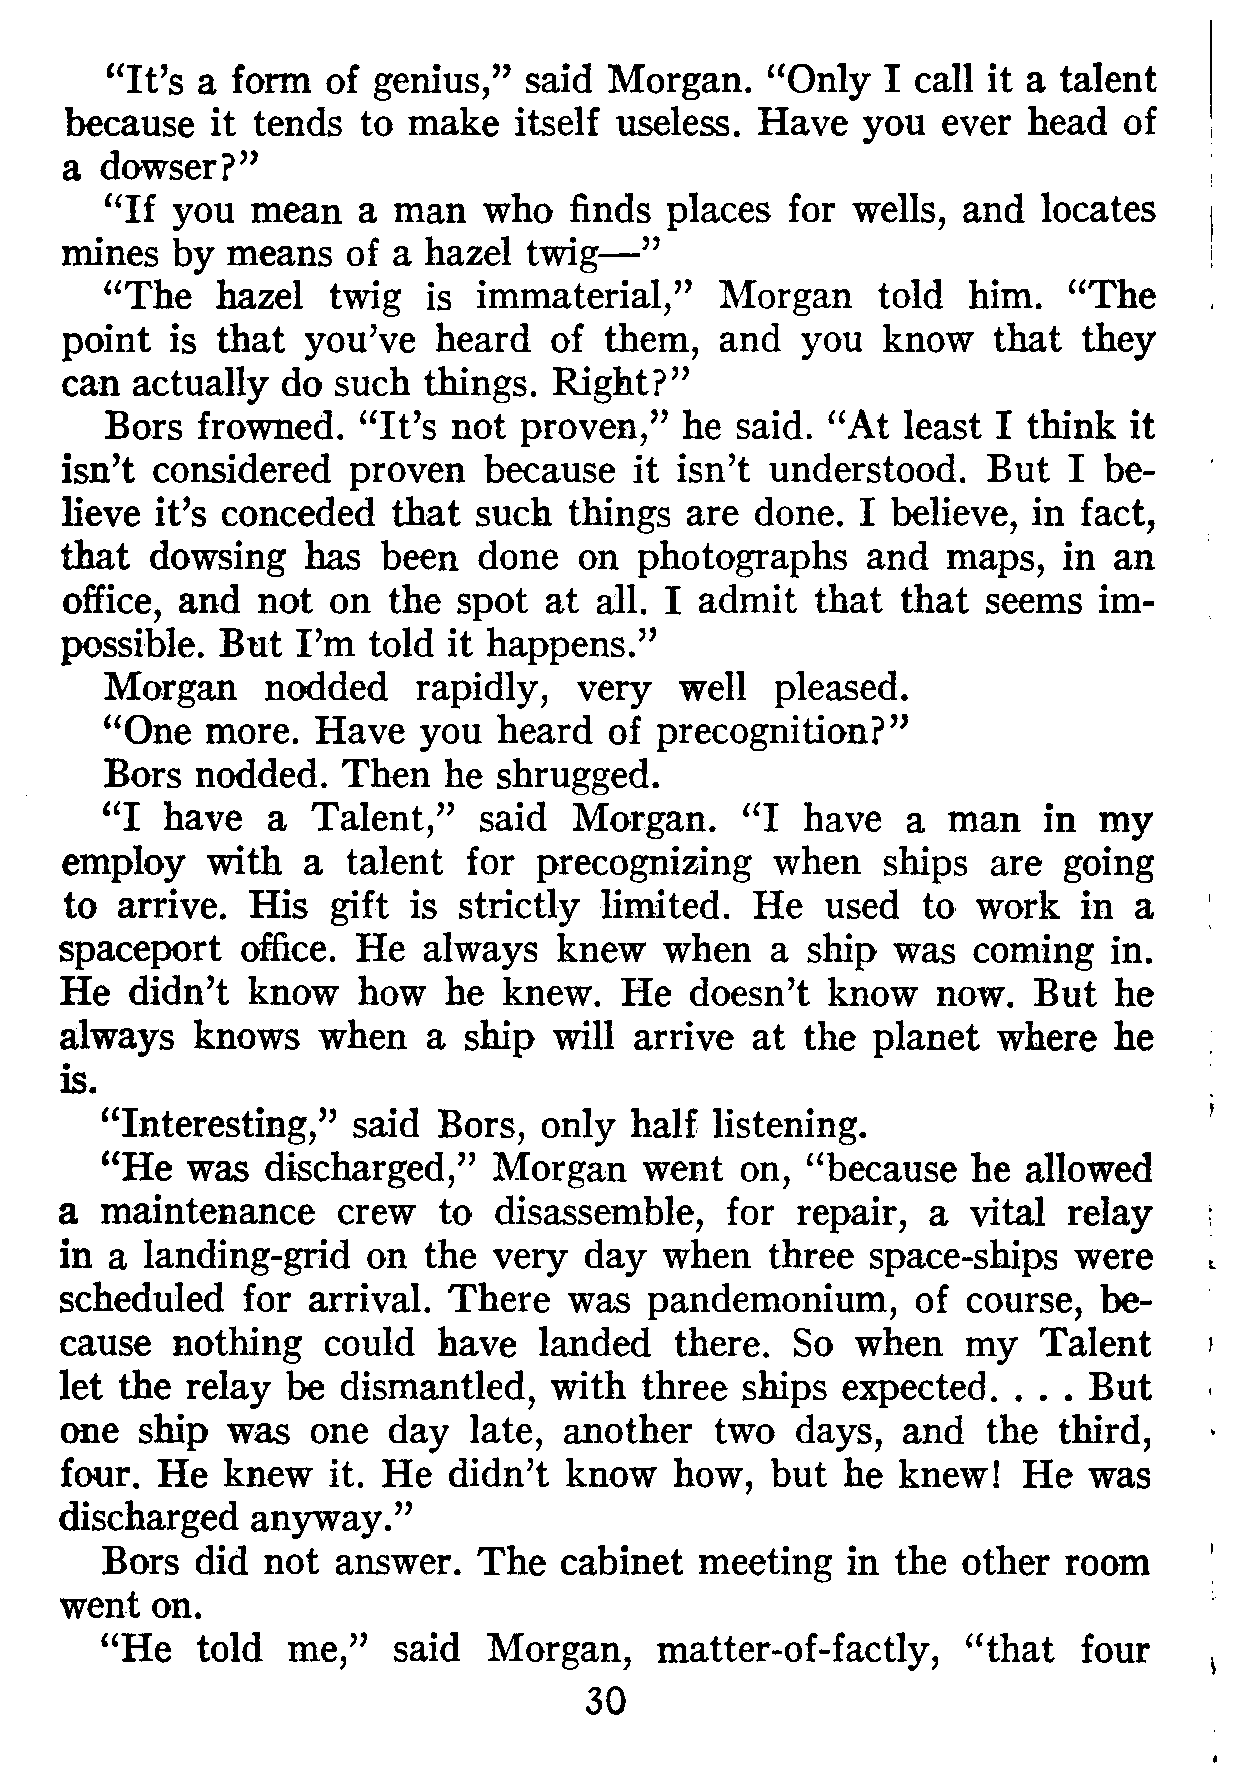 “It’s a form of genius,” said Morgan. “Only I call it a talent
because it tends to make itself useless. Have you ever head of
a dowser?”
“If you mean a man who finds places for wells, and locates
mines by means of a hazel twig—”
“The hazel twig is immaterial,” Morgan told him. “The
point is that you’ve heard of them, and you know that they
can actually do such things. Right?”
Bors frowned. “It’s not proven,” he said. “At least I think it
isn’t considered proven because it isn’t understood. But I be-
lieve it’s conceded that such things are done. I believe, in fact,
that dowsing has been done on photographs and maps, in an
office, and not on the spot at all. I admit that that seems im-
possible. But I’m told it happens.”
Morgan nodded rapidly, very well pleased.
“One more. Have you heard of precognition?”
Bors nodded. Then he shrugged.
“I have a Talent,” said Morgan. “I have a man in my
employ with a talent for precognizing when ships are going
to arrive. His gift is strictly limited. He used to work in a
spaceport office. He always knew when a ship was coming in.
He didn’t know how he knew. He doesn’t know now. But he
always knows when a ship will arrive at the planet where he
is.
“Interesting,” said Bors, only half listening.
“He was discharged,” Morgan went on, “because he allowed
a maintenance crew to disassemble, for repair, a vital relay
in a landing-grid on the very day when three space-ships were
scheduled for arrival. There was pandemonium, of course, be-
cause nothing could have landed there. So when my Talent
let the relay be dismantled, with three ships expected. . . . But
one ship was one day late, another two days, and the third,
four. He knew it. He didn’t know how, but he knew! He was
discharged anyway.”
Bors did not answer. The cabinet meeting in the other room
went on.
“He told me,” said Morgan, matter-of-factly, “that four
30